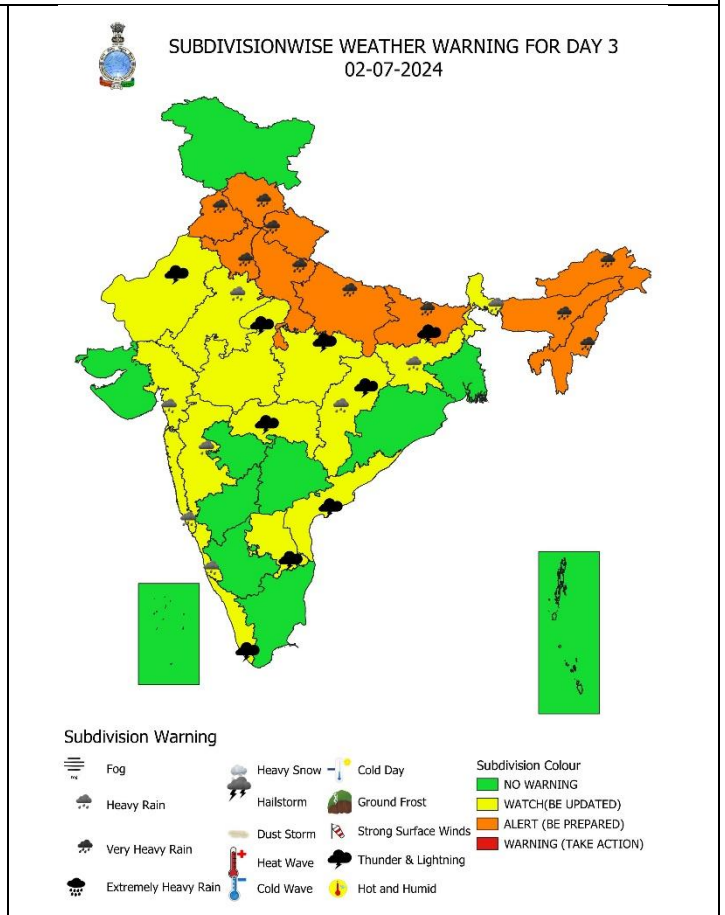 SUBDIVISIONWISE WEATHER WARNING FOR DAY 3
02-07-2024
Subdivision Warning
Fog
Heavy Rain
Very Heavy Rain
Extremely Heavy Rain
Heavy Snow
Hailstorm
Dust Storm
Heat Wave
Cold Wave
Cold Day
Ground Frost
Strong Surface Winds
Thunder & Lightning
Hot and Humid
Subdivision Colour
NO WARNING
WATCH(BE UPDATED)
ALERT (BE PREPARED)
WARNING (TAKE ACTION)